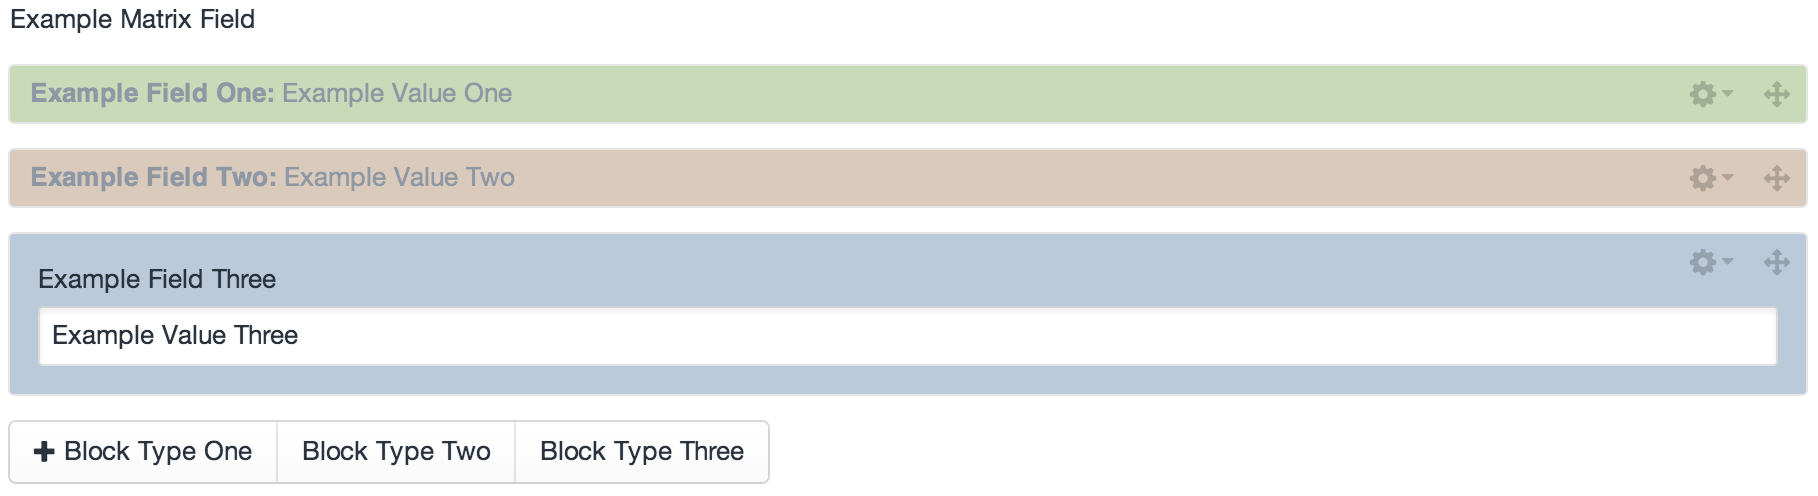 Example Matrix Field
Example Field One: Example Value One
Example Field Two: Example Value Two
Example Field Three
Example Value Three
Block Type One Block Type Two Block Type Three